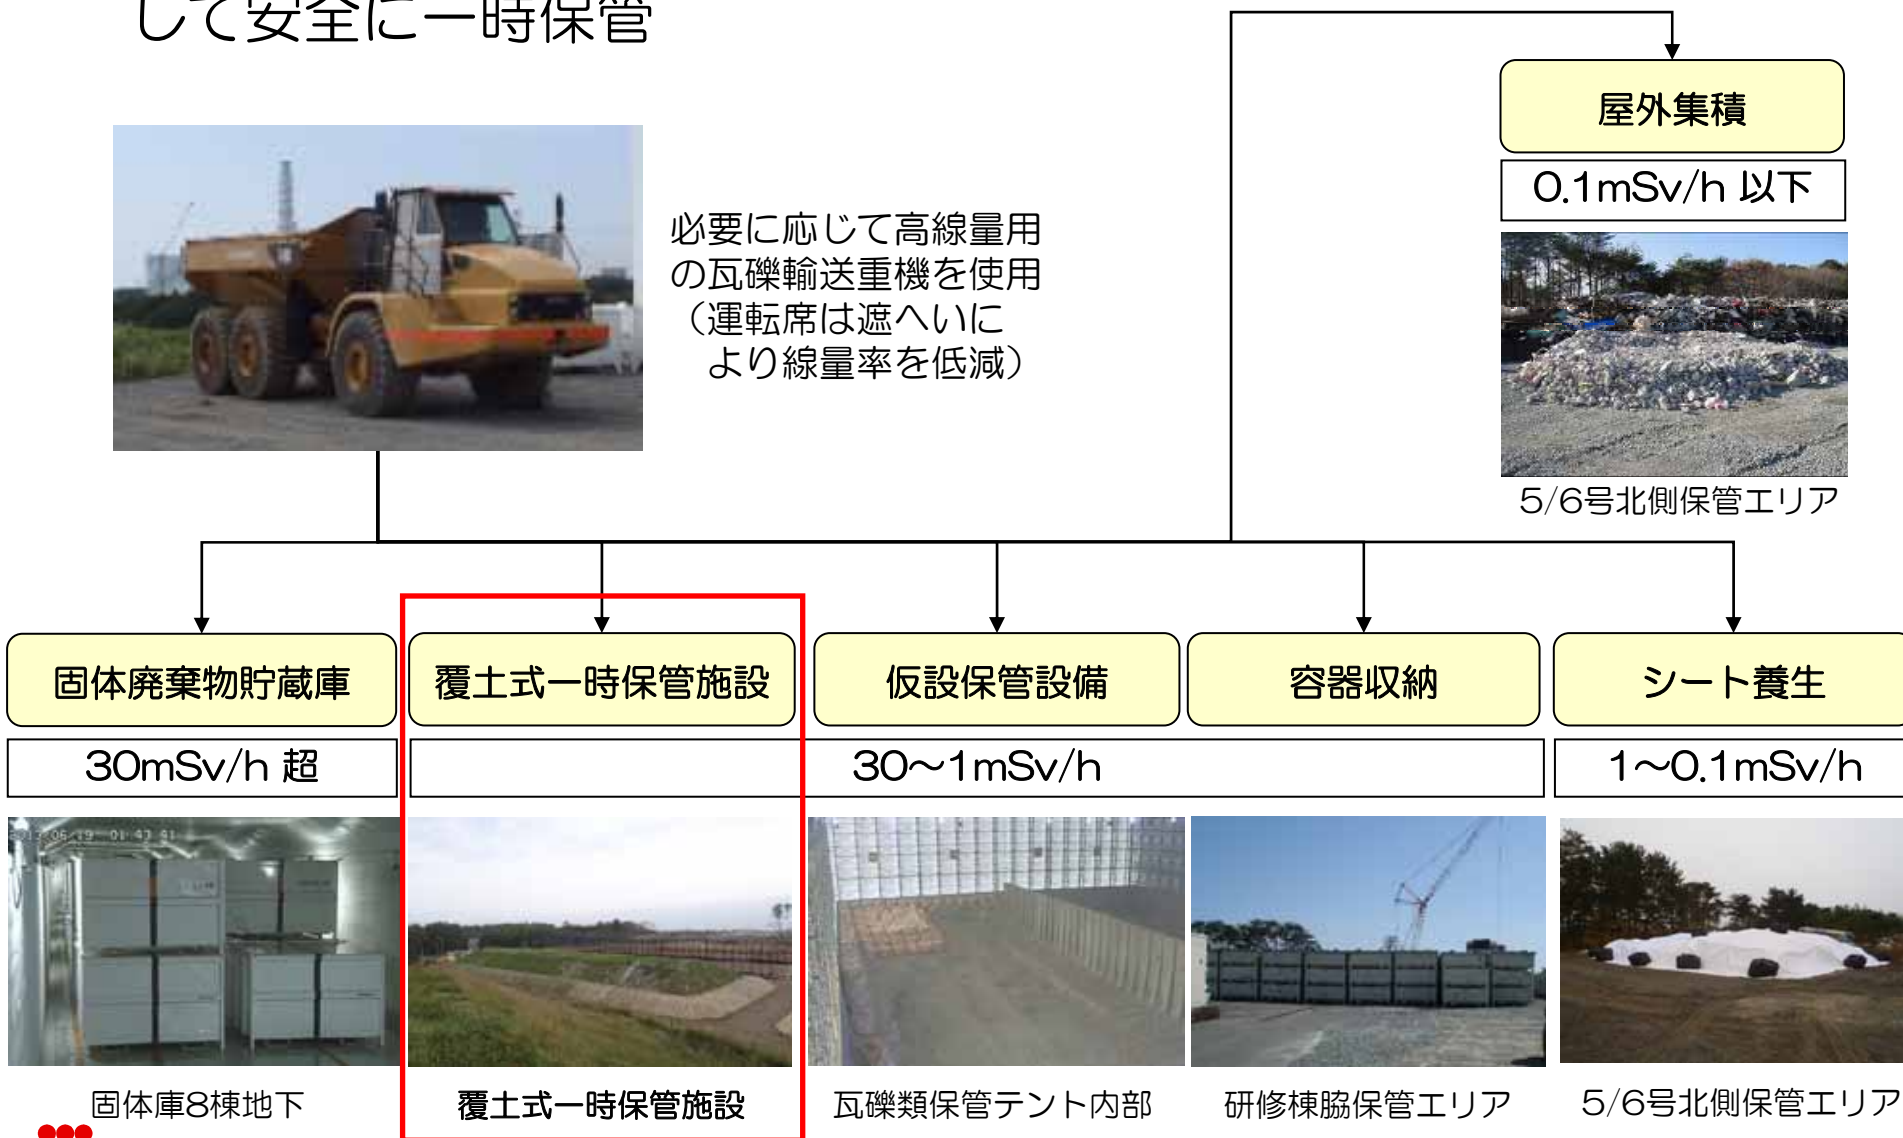 して安全に一時保管
屋外集積
0.1mSv/h 以下
必要に応じて高線量用
の瓦礫輸送重機を使用
（運転席は遮へいに
より線量率を低減）
5/6号北側保管エリア
固体廃棄物貯蔵庫
覆土式一時保管施設
仮設保管設備
容器収納
シート養生
30mSv/h 超
30～1mSv/h
1～0.1mSv/h
固体庫8棟地下
覆土式一時保管施設
瓦礫類保管テント内部
研修棟脇保管エリア
5/6号北側保管エリア